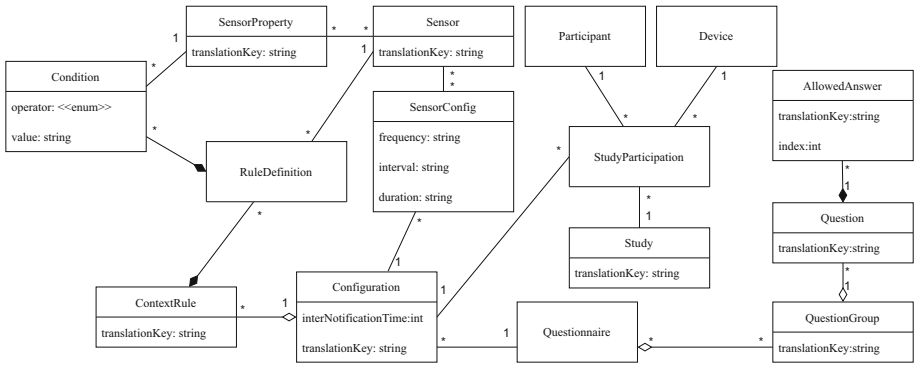 SensorProperty
translationKey: string
*
*
Sensor
translationKey: string
1
*
1
*
*
*
Participant
1
*
Device
1
*
Condition
operator: <<enum>>
value: string
*
SensorConfig
frequency: string
interval: string
duration: string
*
1
AllowedAnswer
translationKey:string
index:int
*
1
RuleDefinition
*
StudyParticipation
*
1
*
1
Question
translationKey:string
*
1
Study
translationKey: string
ContextRule
translationKey: string
*
1
Configuration
interNotificationTime:int
translationKey: string
*
1
Questionnaire
*
*
QuestionGroup
translationKey:string